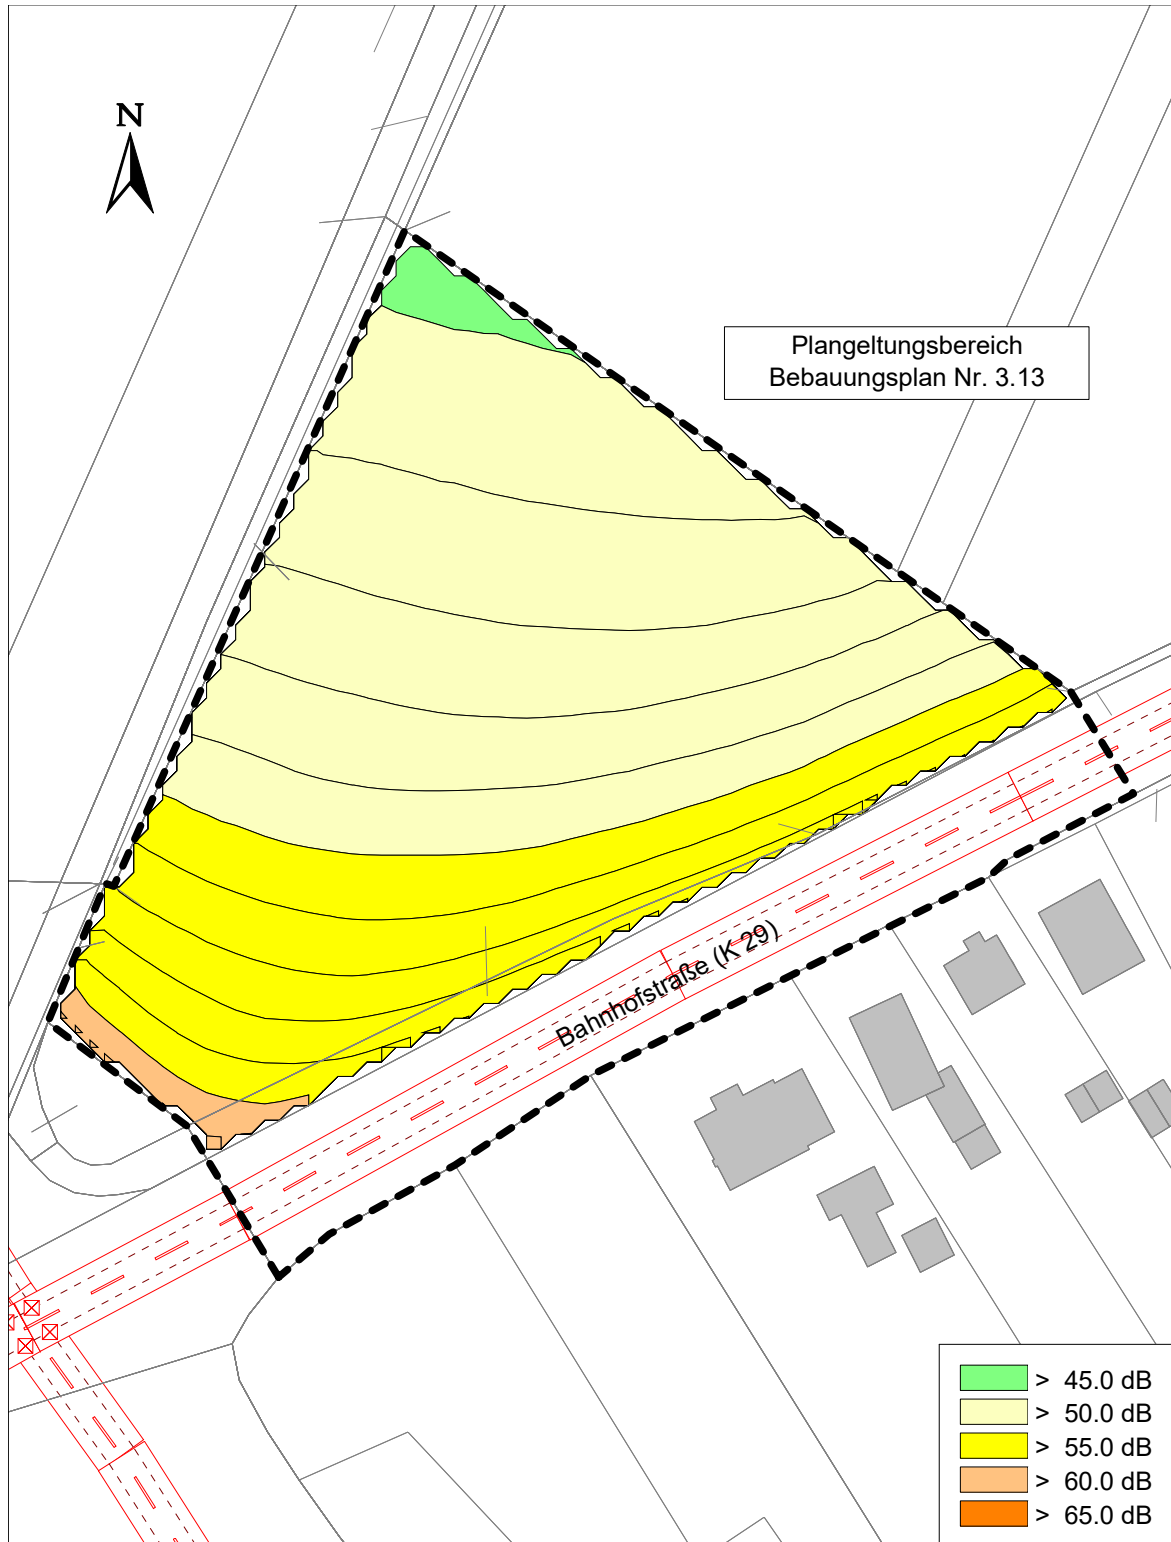 N
Plangeltungsbereich
Bebauungsplan Nr. 3.13
Bahnhofstraße (K 29)
> 45.0 dB
> 50.0 dB
> 55.0 dB
> 60.0 dB
> 65.0 dB